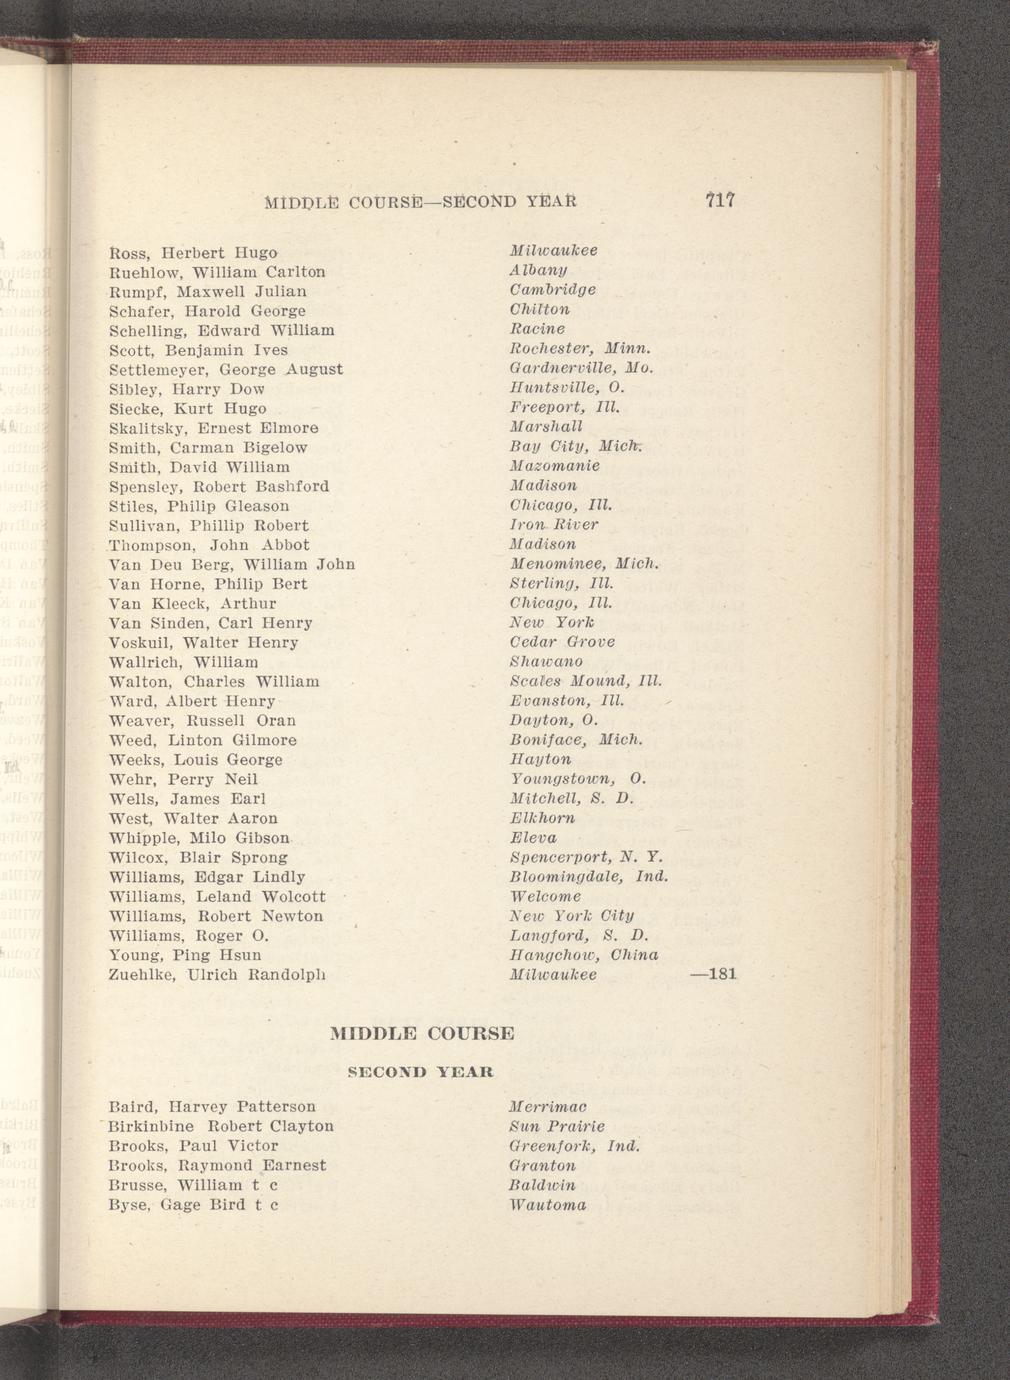 MIDDLE COURSE—SECOND YEAR 717
Ross, Herbert Hugo Milwaukee
Ruehlow, William Carlton Albany
Rumpf, Maxwell Julian Cambridge
Schafer, Harold George Chilton
Schelling, Edward William Racine
Scott, Benjamin Ives Rochester, Minn.
Settlemeyer, George August Gardnerville, Mo.
Sibley, Harry Dow Huntsville, O.
Siecke, Kurt Hugo Freeport, Ill.
Skalitsky, Ernest Elmore Marshall
Smith, Carman Bigelow Bay City, Mich.
Smith, David William Mazomanie
Spensley, Robert Bashford Madison
Stiles, Philip Gleason Chicago, Ill.
Sullivan, Phillip Robert Iron River
Thompson, John Abbot Madison
Van Deu Berg, William John Menominee, Mich.
Van Horne, Philip Bert Sterling, Ill.
Van Kleeck, Arthur Chicago, Ill.
Van Sinden, Carl Henry New York
Voskuil, Walter Henry Cedar Grove
Wallrich, William Shawano
Walton, Charles William Scales Mound, Ill.
Ward, Albert Henry Evanston, Ill.
Weaver, Russell Oran Dayton, O.
Weed, Linton Gilmore Boniface, Mich.
Weeks, Louis George Hayton
Wehr, Perry Neil Youngstown, O.
Wells, James Earl Mitchell, S. D.
West, Walter Aaron Elkhorn
Whipple, Milo Gibson Eleva
Wilcox, Blair Sprong Spencerport, N. Y.
Williams, Edgar Lindly Bloomingdale, Ind.
Williams, Leland Wolcott Welcome
Williams, Robert Newton New York City
Williams, Roger O. Langford, S. D.
Young, Ping Hsun Hangchow, China
Zuehlke, Ulrich Randolph Milwaukee —181
MIDDLE COURSE
SECOND YEAR
Baird, Harvey Patterson Merrimac
Birkinbine Robert Clayton Sun Prairie
Brooks, Paul Victor Greenfork, Ind.
Brooks, Raymond Earnest Granton
Brusse, William t c Baldwin
Byse, Gage Bird t c Wautoma